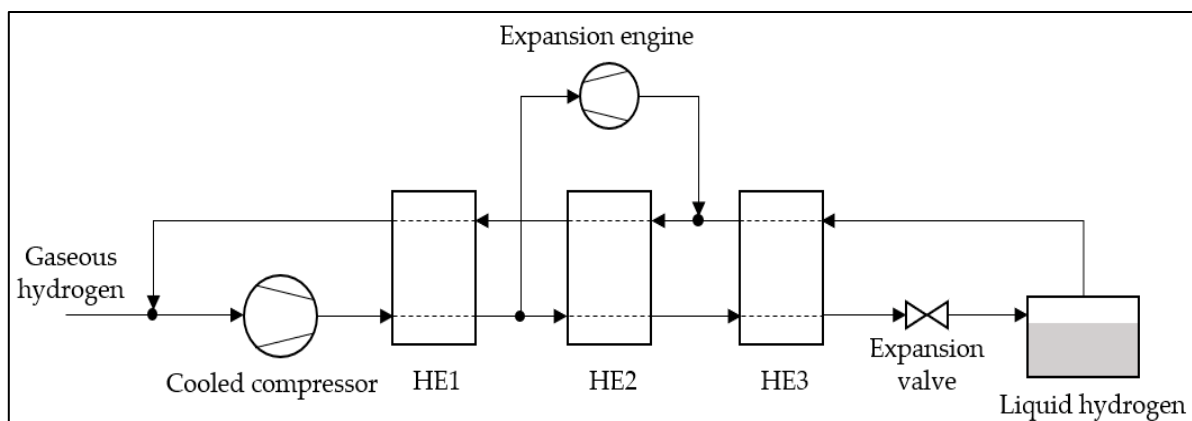 Expansion engine
Gaseous
hydrogen
Cooled compressor
HE1
HE2
HE3
Expansion
valve
Liquid hydrogen